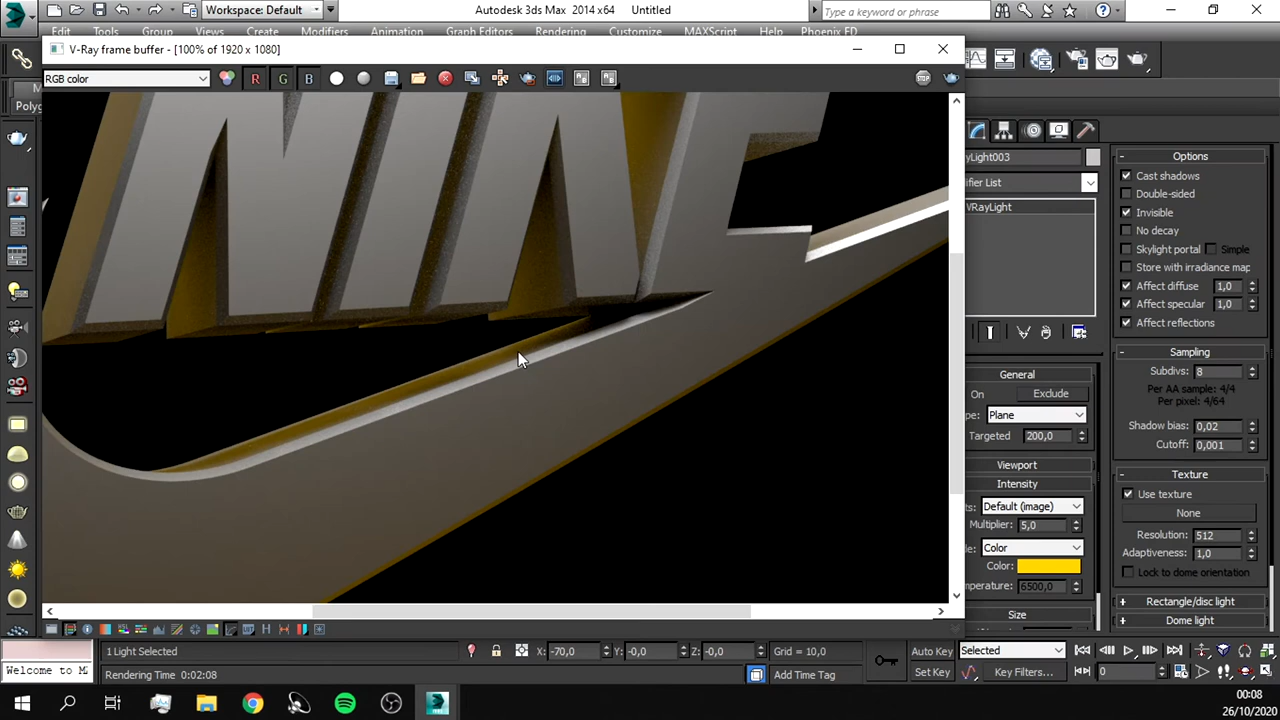 Workspace: Default
Autodesk 3ds Max 2014 x64 Untitled
Type a keyword or phrase
Edit Tools Group Views Create Modifiers Animation Graph Editors Rendering Customize MAXScript Phoenix FD
V-Ray frame buffer - [100% of 1920 x 1080]
RGB color
R G B
STOP
Polyg
NIKE
yLight003
ifier List
VRayLight
General
On Exclude
pe: Plane
Targeted 200,0
Viewport
Intensity
ts: Default (image)
Multiplier: 5,0
le: Color
Color:
mperature: 6500,0
Size
Options
Cast shadows
Double-sided
Invisible
No decay
Skylight portal Simple
Store with irradiance map
Affect diffuse 1,0
Affect specular 1,0
Affect reflections
Sampling
Subdivs: 8
Per AA sample: 4/4
Per pixel: 4/64
Shadow bias: 0,02
Cutoff: 0,001
Texture
Use texture
None
Resolution: 512
Adaptiveness: 1,0
Lock to dome orientation
Rectangle/disc light
Dome light
1 Light Selected
X: -70,0 Y: -0,0 Z: -0,0 Grid = 10,0
Auto Key Selected
Welcome to M
Rendering Time 0:02:08
Add Time Tag
Set Key Key Filters... 0
00:08
26/10/2020